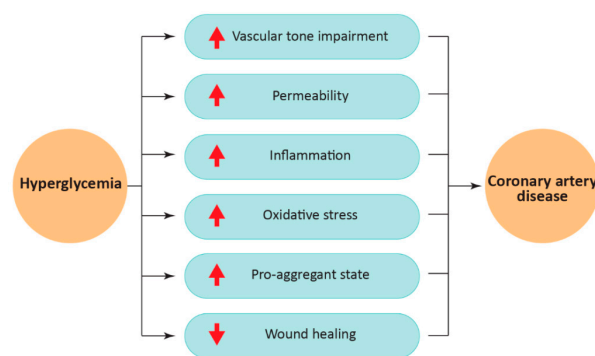 Vascular tone impairment
Permeability
Inflammation
Hyperglycemia
Coronary artery
disease
Oxidative stress
Pro-aggregant state
Wound healing